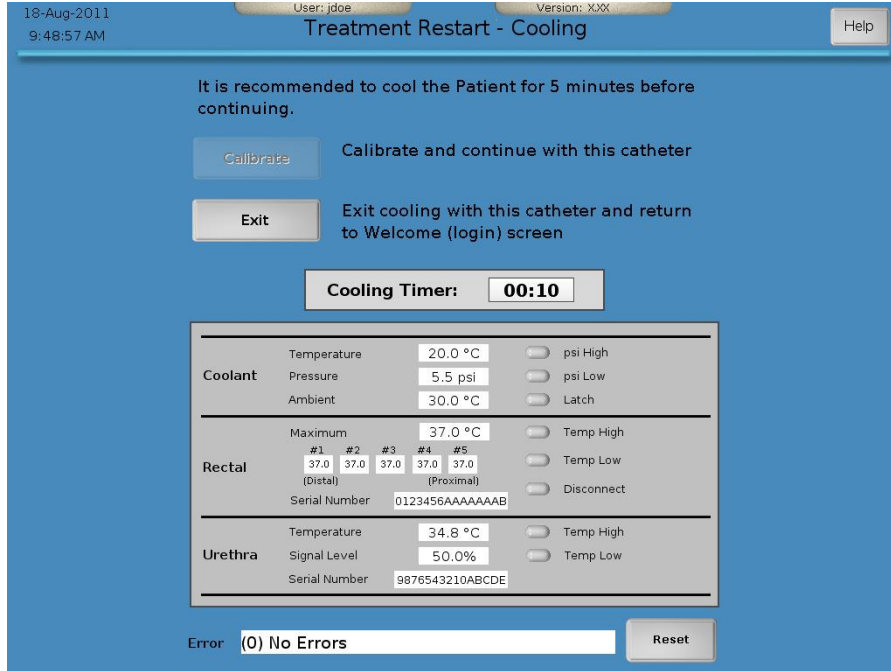 18-Aug-2011
User: jdoe
Version: X.XX
9:48:57 AM
Treatment Restart - Cooling
Help
It is recommended to cool the Patient for 5 minutes before
continuing.
Calibrate
Calibrate and continue with this catheter
Exit
Exit cooling with this catheter and return
to Welcome (login) screen
Cooling Timer: 00:10
Temperature 20.0 °C psi High
Coolant Pressure 5.5 psi psi Low
Ambient 30.0 °C Latch
Maximum 37.0 °C Temp High
#1 #2 #3 #4 #5
Rectal 37.0 37.0 37.0 37.0 37.0 Temp Low
(Distal) (Proximal)
Disconnect
Serial Number 0123456AAAAAAAB
Temperature 34.8 °C Temp High
Urethra Signal Level 50.0% Temp Low
Serial Number 9876543210ABCDE
Error (0) No Errors Reset